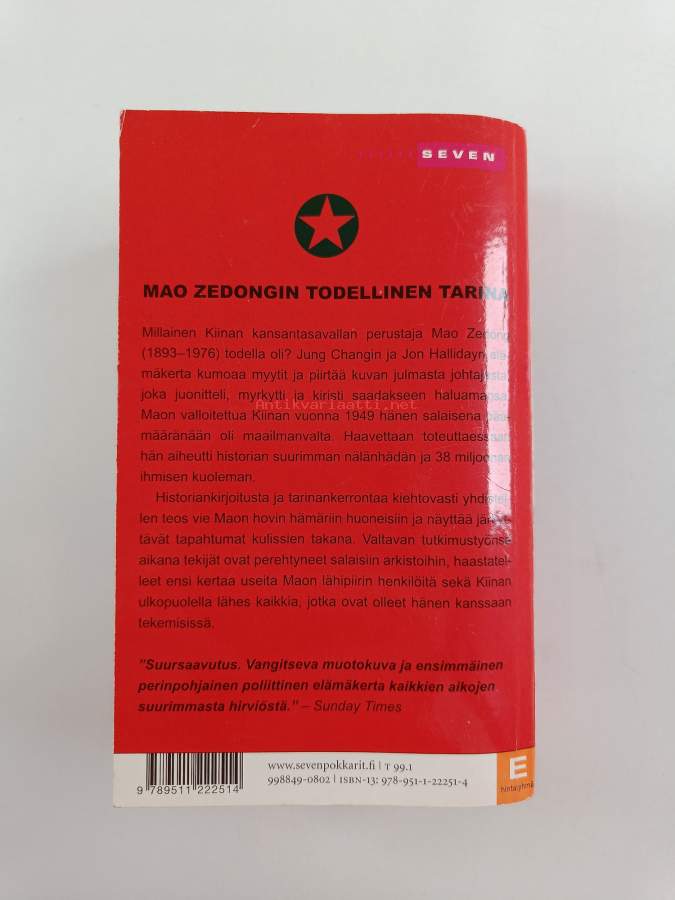 SEVEN
MAO ZEDONGIN TODELLINEN TARINA
Millainen Kiinan kansantasavallan perustaja Mao Zedong
(1893–1976) todella oli? Jung Changin ja Jon Hallidayn elä-
mäkerta kumoaa myytit ja piirtää kuvan julmasta johtajasta,
joka juonitteli, myrkytti ja kiristi saadakseen haluamansa.
Antikvariaatti.net
Maon valloitettua Kiinan vuonna 1949 hänen salaisena pää-
määränään oli maailmanvalta. Haavettaan toteuttaessaan
hän aiheutti historian suurimman nälänhädän ja 38 miljoonan
ihmisen kuoleman.
Historiankirjoitusta ja tarinankerrontaa kiehtovasti yhdistel-
len teos vie Maon hovin hämäriin huoneisiin ja näyttää järkyt-
tävät tapahtumat kulissien takana. Valtavan tutkimustyönsä
aikana tekijät ovat perehtyneet salaisiin arkistoihin, haastatel-
leet ensi kertaa useita Maon lähipiirin henkilöitä sekä Kiinan
ulkopuolella lähes kaikkia, jotka ovat olleet hänen kanssaan
tekemisissä.
"Suursaavutus. Vangitseva muotokuva ja ensimmäinen
perinpohjainen poliittinen elämäkerta kaikkien aikojen
suurimmasta hirviöstä." – Sunday Times
www.sevenpokkarit.fi | T 99.1
998849-0802 | ISBN-13: 978-951-1-22251-4
9 789511 222514
E
hintaryhmä